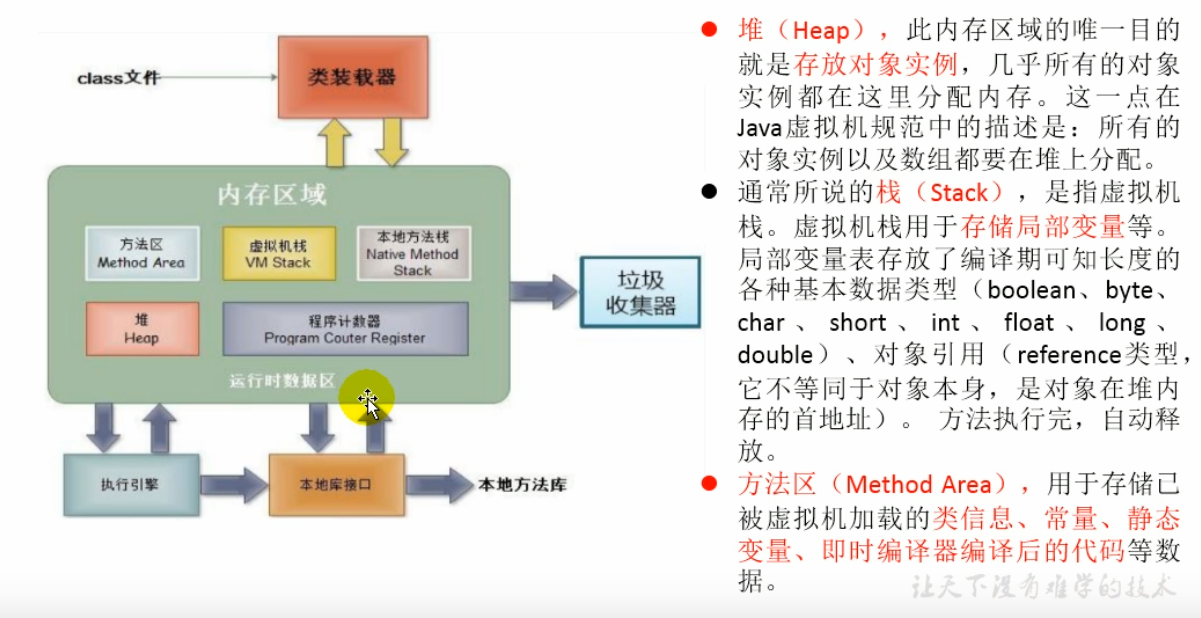 class文件
类装载器
内存区域
方法区
Method Area
虚拟机栈
VM Stack
本地方法栈
Native Method
Stack
堆
Heap
程序计数器
Program Couter Register
运行时数据区
垃圾
收集器
执行引擎
本地库接口
本地方法库
堆（Heap），此内存区域的唯一目的
就是存放对象实例，几乎所有的对象
实例都在这里分配内存。这一点在
Java虚拟机规范中的描述是：所有的
对象实例以及数组都要在堆上分配。
通常所说的栈（Stack），是指虚拟机
栈。虚拟机栈用于存储局部变量等。
局部变量表存放了编译期可知长度的
各种基本数据类型（boolean、byte、
char 、 short 、 int 、 float 、 long 、
double）、对象引用（reference类型，
它不等同于对象本身，是对象在堆内
存的首地址）。 方法执行完，自动释
放。
方法区（Method Area），用于存储已
被虚拟机加载的类信息、常量、静态
变量、即时编译器编译后的代码等数
据。
让天下没有难学的技术